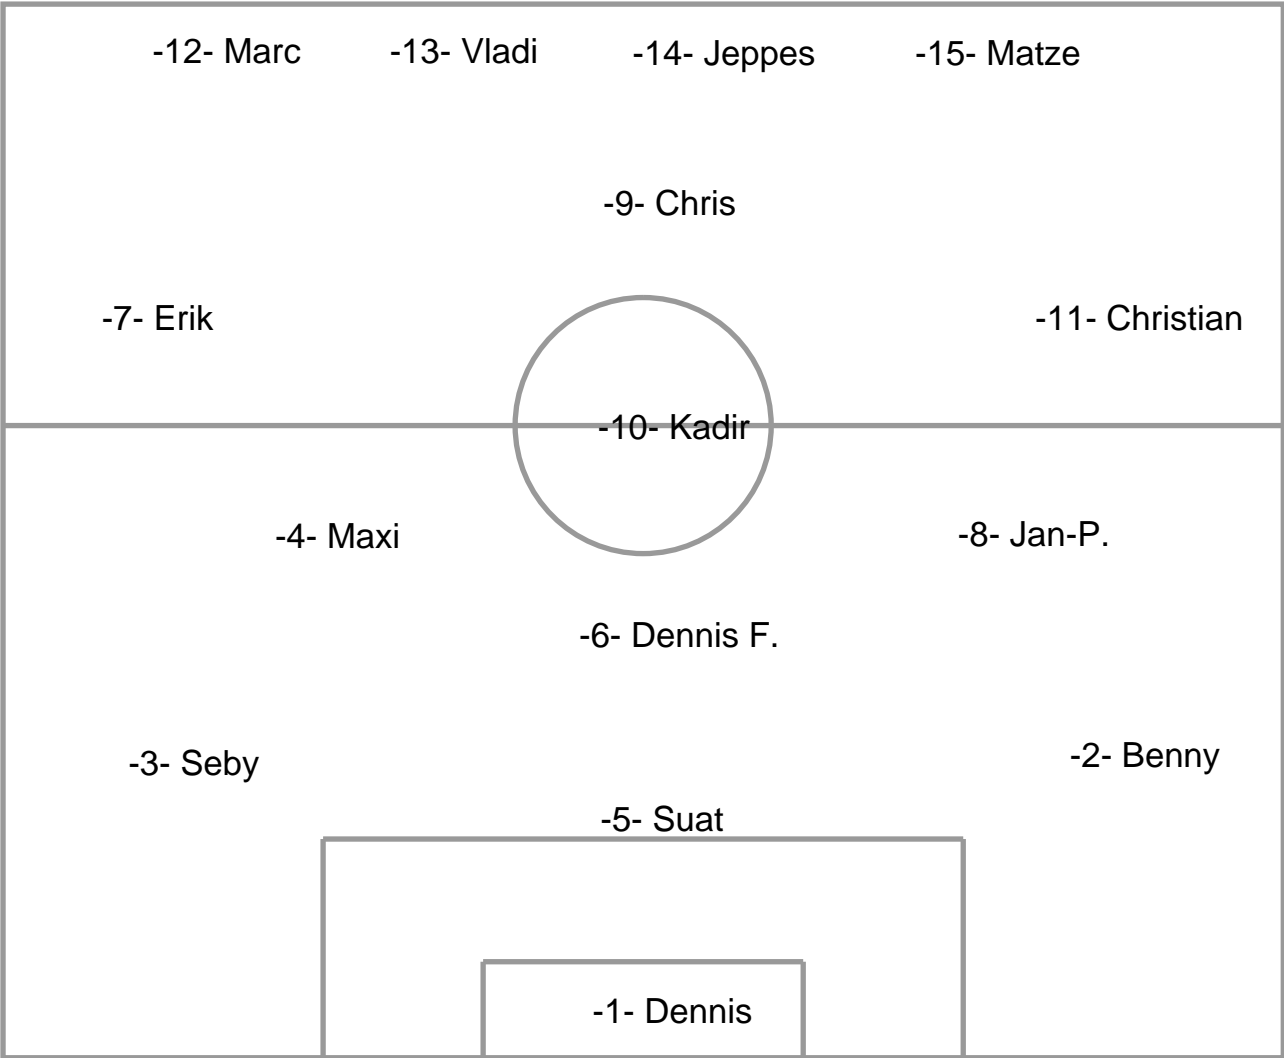 -12- Marc
-13- Vladi
-14- Jeppes
-15- Matze
-9- Chris
-7- Erik
-11- Christian
-10- Kadir
-4- Maxi
-8- Jan-P.
-6- Dennis F.
-3- Seby
-2- Benny
-5- Suat
-1- Dennis